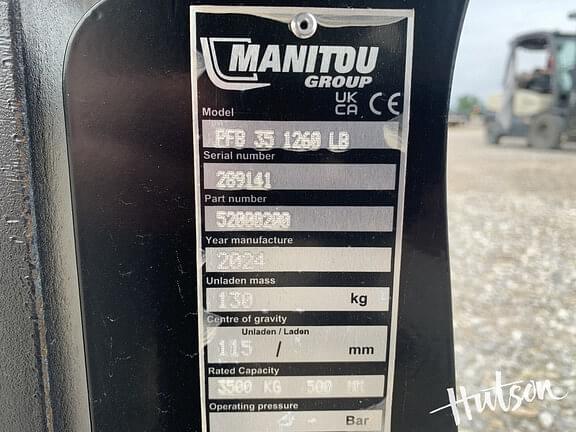 MANITOU
GROUP
UK
CA CE
Model
PFB 35 1260 LB
Serial number
289141
Part number
52000200
Year manufacture
2024
Unladen mass
130 kg
Centre of gravity
Unladen / Laden
115 / mm
Rated Capacity
3500 KG 500 MM
Operating pressure
- Bar
Hutson